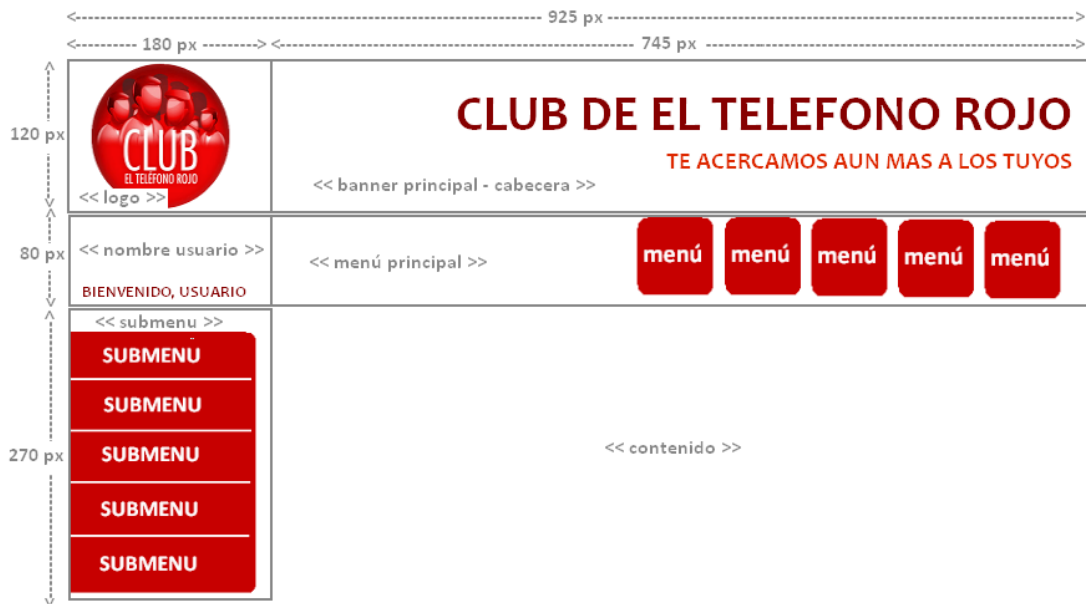 925 px
180 px
745 px
120 px
CLUB
EL TELÉFONO ROJO
<< logo >>
CLUB DE EL TELEFONO ROJO
TE ACERCAMOS AUN MAS A LOS TUYOS
<< banner principal - cabecera >>
80 px
<< nombre usuario >>
BIENVENIDO, USUARIO
<< menú principal >>
menú
menú
menú
menú
menú
270 px
<< submenu >>
SUBMENU
SUBMENU
SUBMENU
SUBMENU
SUBMENU
<< contenido >>